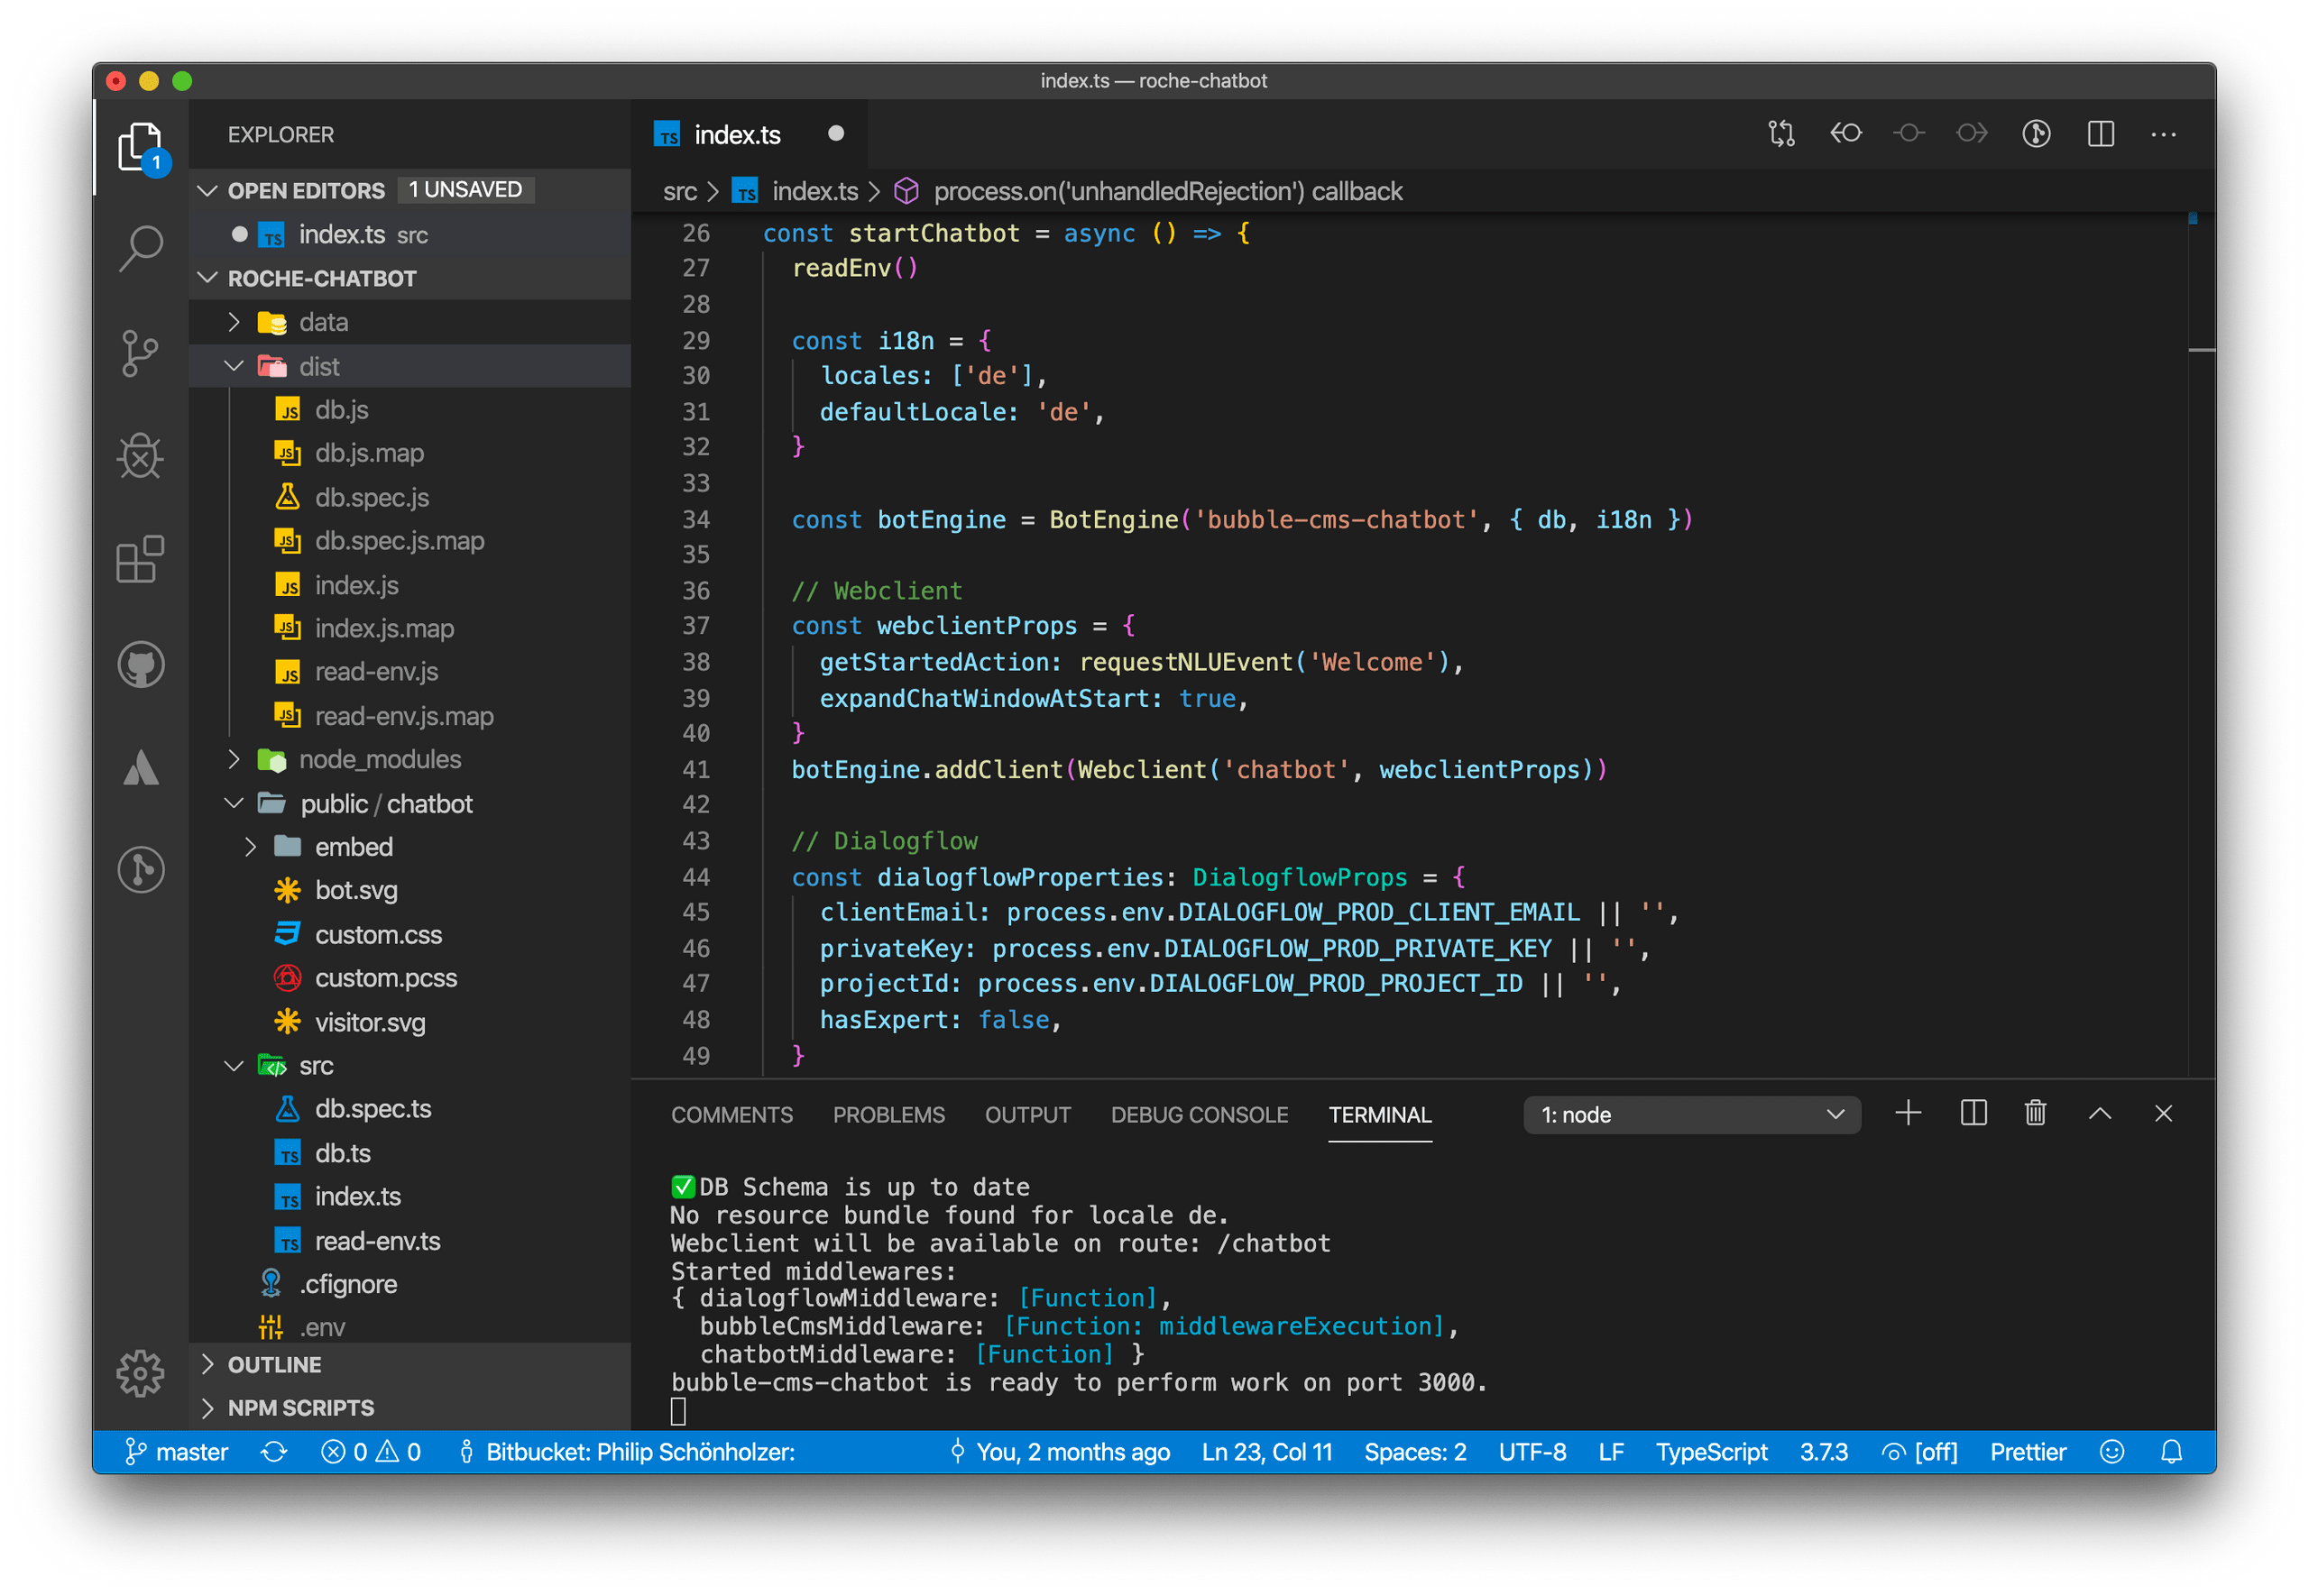 index.ts — roche-chatbot
EXPLORER
OPEN EDITORS 1 UNSAVED
index.ts src
ROCHE-CHATBOT
data
dist
db.js
db.js.map
db.spec.js
db.spec.js.map
index.js
index.js.map
read-env.js
read-env.js.map
node_modules
public / chatbot
embed
bot.svg
custom.css
custom.pcss
visitor.svg
src
db.spec.ts
db.ts
index.ts
read-env.ts
.cfignore
.env
OUTLINE
NPM SCRIPTS
1
TS index.ts
src > TS index.ts > process.on('unhandledRejection') callback
26 const startChatbot = async () => {
27 readEnv()
28
29 const i18n = {
30 locales: ['de'],
31 defaultLocale: 'de',
32 }
33
34 const botEngine = BotEngine('bubble-cms-chatbot', { db, i18n })
35
36 // Webclient
37 const webclientProps = {
38 getStartedAction: requestNLUEvent('Welcome'),
39 expandChatWindowAtStart: true,
40 }
41 botEngine.addClient(Webclient('chatbot', webclientProps))
42
43 // Dialogflow
44 const dialogflowProperties: DialogflowProps = {
45 clientEmail: process.env.DIALOGFLOW_PROD_CLIENT_EMAIL || '',
46 privateKey: process.env.DIALOGFLOW_PROD_PRIVATE_KEY || '',
47 projectId: process.env.DIALOGFLOW_PROD_PROJECT_ID || '',
48 hasExpert: false,
49 }
COMMENTS PROBLEMS OUTPUT DEBUG CONSOLE TERMINAL 1: node
✅DB Schema is up to date
No resource bundle found for locale de.
Webclient will be available on route: /chatbot
Started middlewares:
{ dialogflowMiddleware: [Function],
bubbleCmsMiddleware: [Function: middlewareExecution],
chatbotMiddleware: [Function] }
bubble-cms-chatbot is ready to perform work on port 3000.
master 0 0 Bitbucket: Philip Schönholzer: You, 2 months ago Ln 23, Col 11 Spaces: 2 UTF-8 LF TypeScript 3.7.3 [off] Prettier